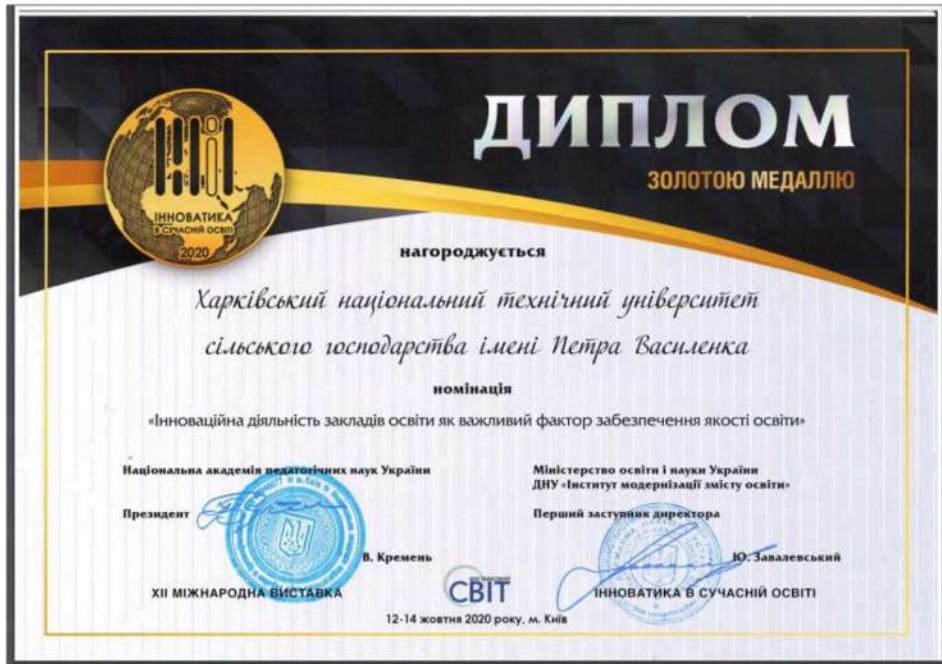 ДИПЛОМ
ЗОЛОТОЮ МЕДАЛЛЮ
ІННОВАТИКА
В СУЧАСНІЙ ОСВІТІ
2020
нагороджується
Харківський національний технічний університет
сільського господарства імені Петра Василенка
номінація
«Інноваційна діяльність закладів освіти як важливий фактор забезпечення якості освіти»
Національна академія педагогічних наук України
Президент
В. Кремень
Міністерство освіти і науки України
ДНУ «Інститут модернізації змісту освіти»
Перший заступник директора
Ю. Завалевський
XII МІЖНАРОДНА ВИСТАВКА
СВІТ
ІННОВАТИКА В СУЧАСНІЙ ОСВІТІ
12-14 жовтня 2020 року, м. Київ